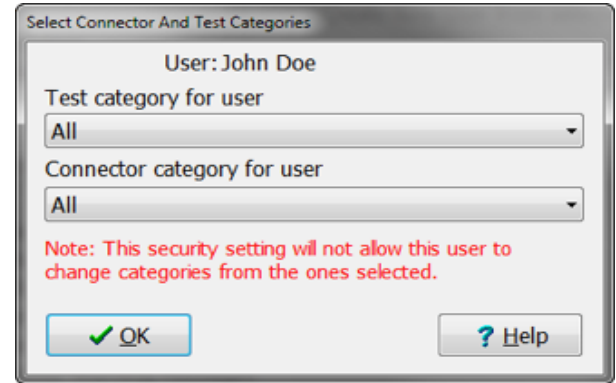 Select Connector And Test Categories
User: John Doe
Test category for user
All
Connector category for user
All
Note: This security setting will not allow this user to
change categories from the ones selected.
OK
? Help